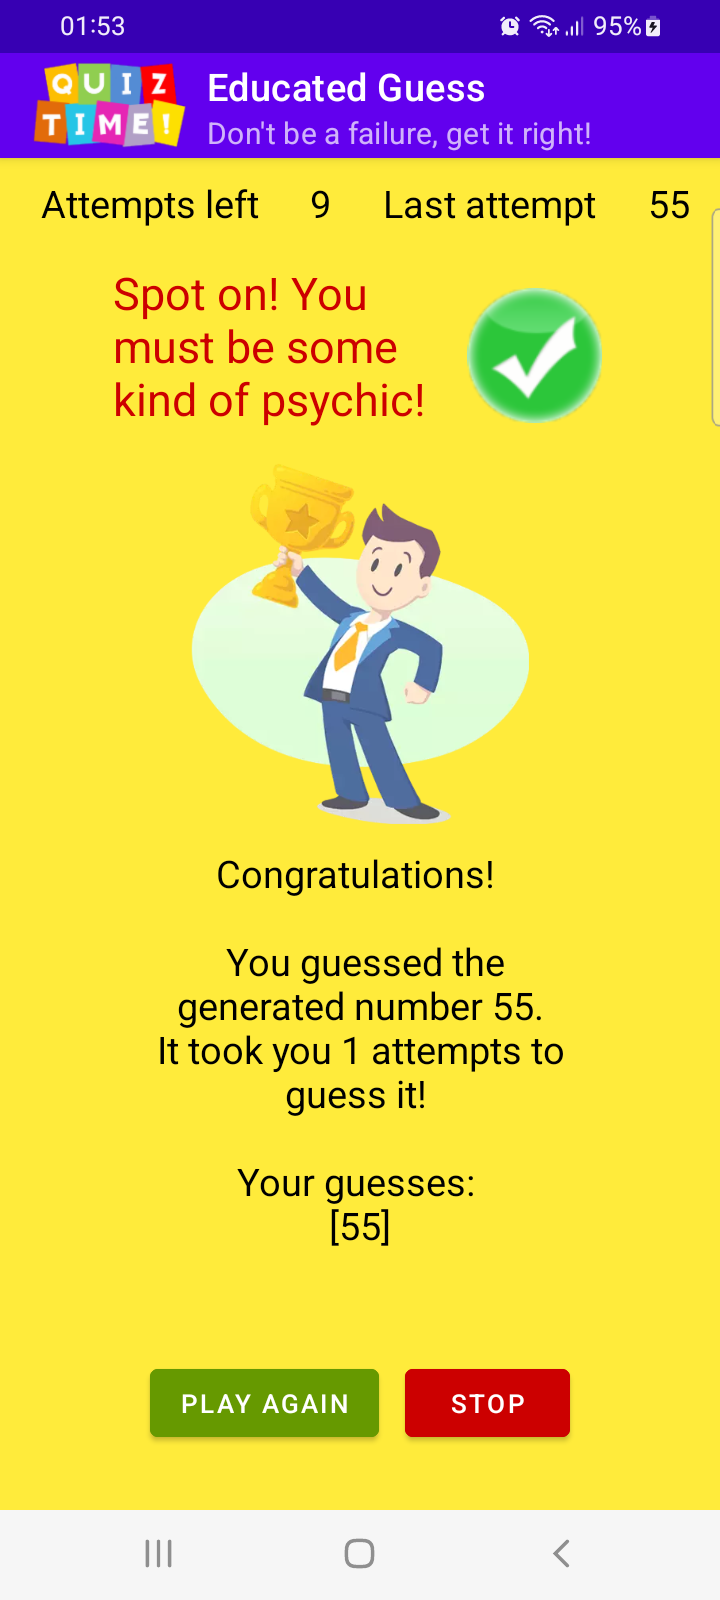 01:53 95%
QUIZ
TIME!
Educated Guess
Don't be a failure, get it right!
Attempts left 9 Last attempt 55
Spot on! You
must be some
kind of psychic!
Congratulations!
You guessed the
generated number 55.
It took you 1 attempts to
guess it!
Your guesses:
[55]
PLAY AGAIN STOP